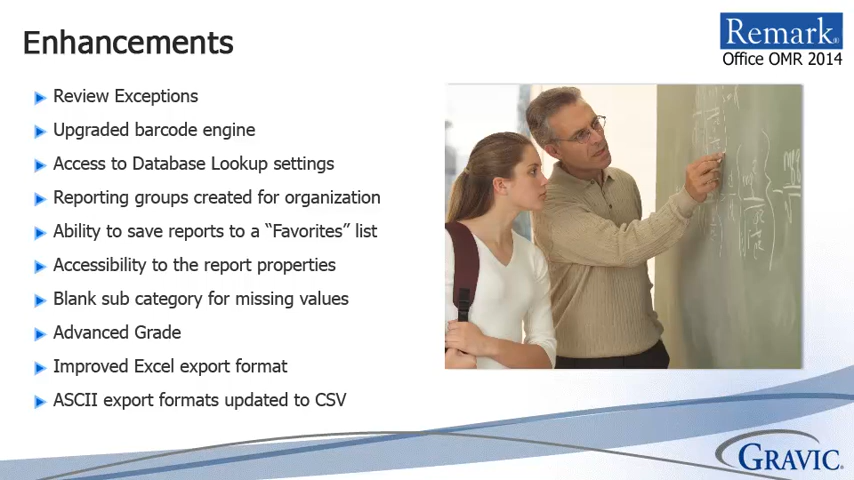 Enhancements
Remark®
Office OMR 2014
Review Exceptions
Upgraded barcode engine
Access to Database Lookup settings
Reporting groups created for organization
Ability to save reports to a “Favorites” list
Accessibility to the report properties
Blank sub category for missing values
Advanced Grade
Improved Excel export format
ASCII export formats updated to CSV
GRAVIC®